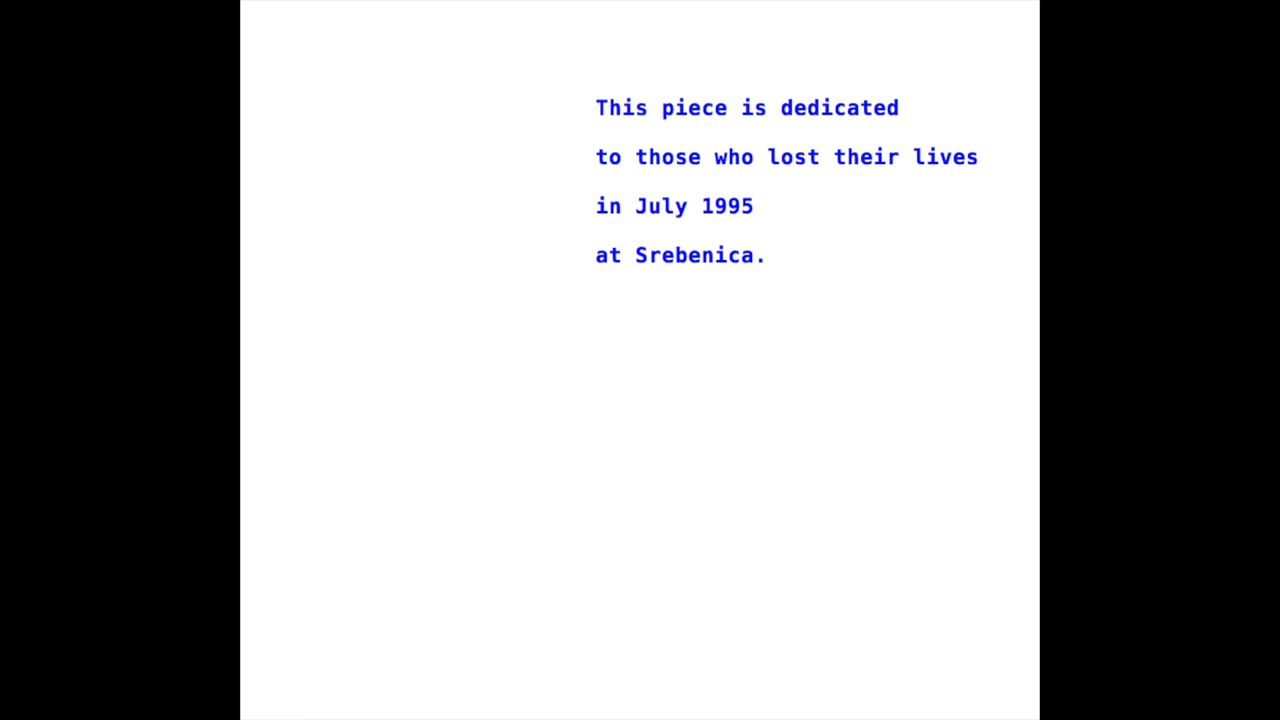 This piece is dedicated
to those who lost their lives
in July 1995
at Srebenica.